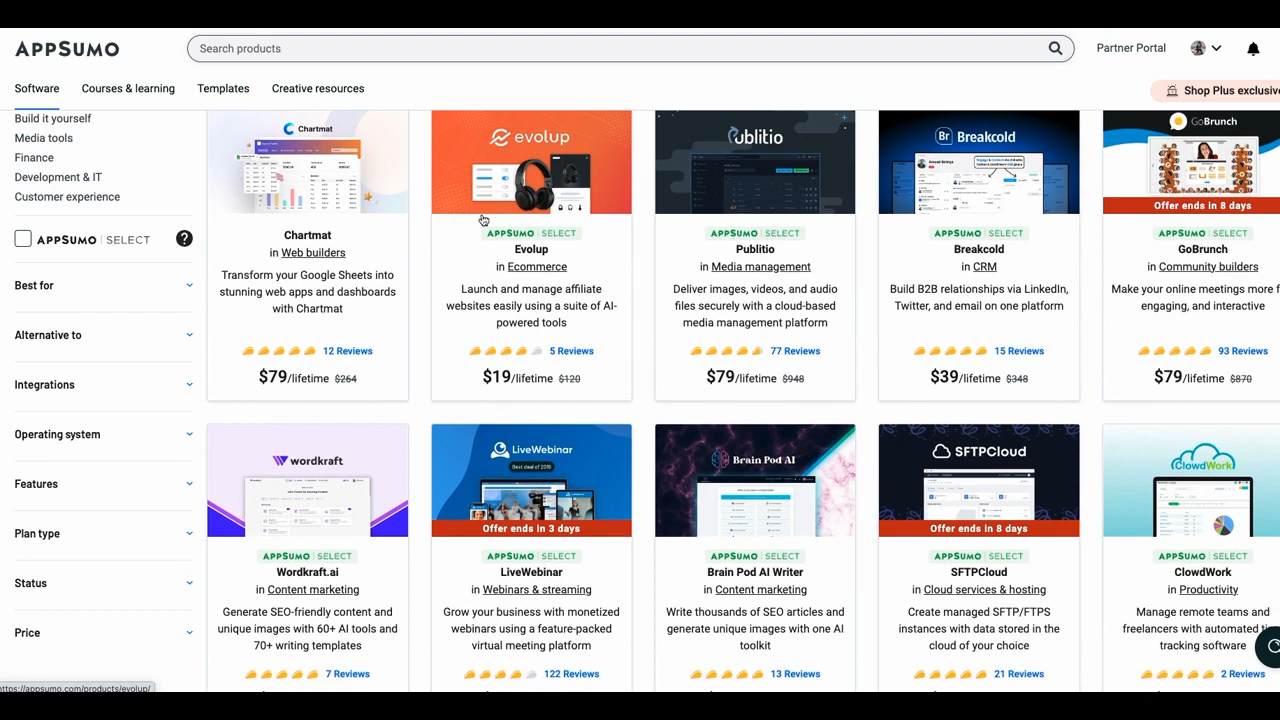 APPSUMO
Search products
Partner Portal
Software
Courses & learning
Templates
Creative resources
Shop Plus exclusive
Build it yourself
Media tools
Finance
Development & IT
Customer experience
APPSUMO | SELECT
?
Best for
Alternative to
Integrations
Operating system
Features
Plan type
Status
Price
Chartmat
Chartmat
in Web builders
Transform your Google Sheets into
stunning web apps and dashboards
with Chartmat
12 Reviews
$79/lifetime $264
evolup
APPSUMO | SELECT
Evolup
in Ecommerce
Launch and manage affiliate
websites easily using a suite of AI-
powered tools
5 Reviews
$19/lifetime $120
Publitio
APPSUMO | SELECT
Publitio
in Media management
Deliver images, videos, and audio
files securely with a cloud-based
media management platform
77 Reviews
$79/lifetime $948
Br Breakcold
APPSUMO | SELECT
Breakcold
in CRM
Build B2B relationships via LinkedIn,
Twitter, and email on one platform
15 Reviews
$39/lifetime $348
GoBrunch
Offer ends in 8 days
APPSUMO | SELECT
GoBrunch
in Community builders
Make your online meetings more f
engaging, and interactive
93 Reviews
$79/lifetime $870
wordkraft
APPSUMO | SELECT
Wordkraft.ai
in Content marketing
Generate SEO-friendly content and
unique images with 60+ AI tools and
70+ writing templates
7 Reviews
LiveWebinar
Best deal of 2019
Offer ends in 3 days
APPSUMO | SELECT
LiveWebinar
in Webinars & streaming
Grow your business with monetized
webinars using a feature-packed
virtual meeting platform
122 Reviews
Brain Pod AI
APPSUMO | SELECT
Brain Pod AI Writer
in Content marketing
Write thousands of SEO articles and
generate unique images with one AI
toolkit
13 Reviews
SFTPCloud
Offer ends in 8 days
APPSUMO | SELECT
SFTPCloud
in Cloud services & hosting
Create managed SFTP/FTPS
instances with data stored in the
cloud of your choice
21 Reviews
ClowdWork
APPSUMO | SELECT
ClowdWork
in Productivity
Manage remote teams and
freelancers with automated ti
tracking software
2 Reviews
https://appsumo.com/products/evolup/